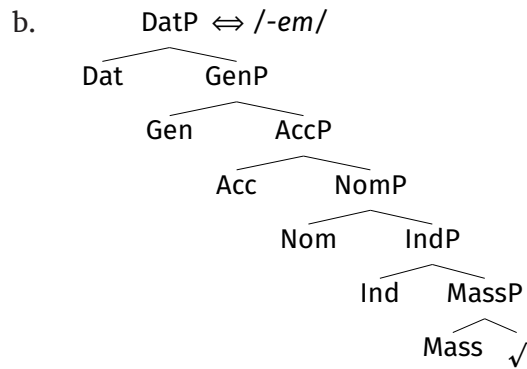 b. DatP ⇔ /-em/
Dat GenP
Gen AccP
Acc NomP
Nom IndP
Ind MassP
Mass √